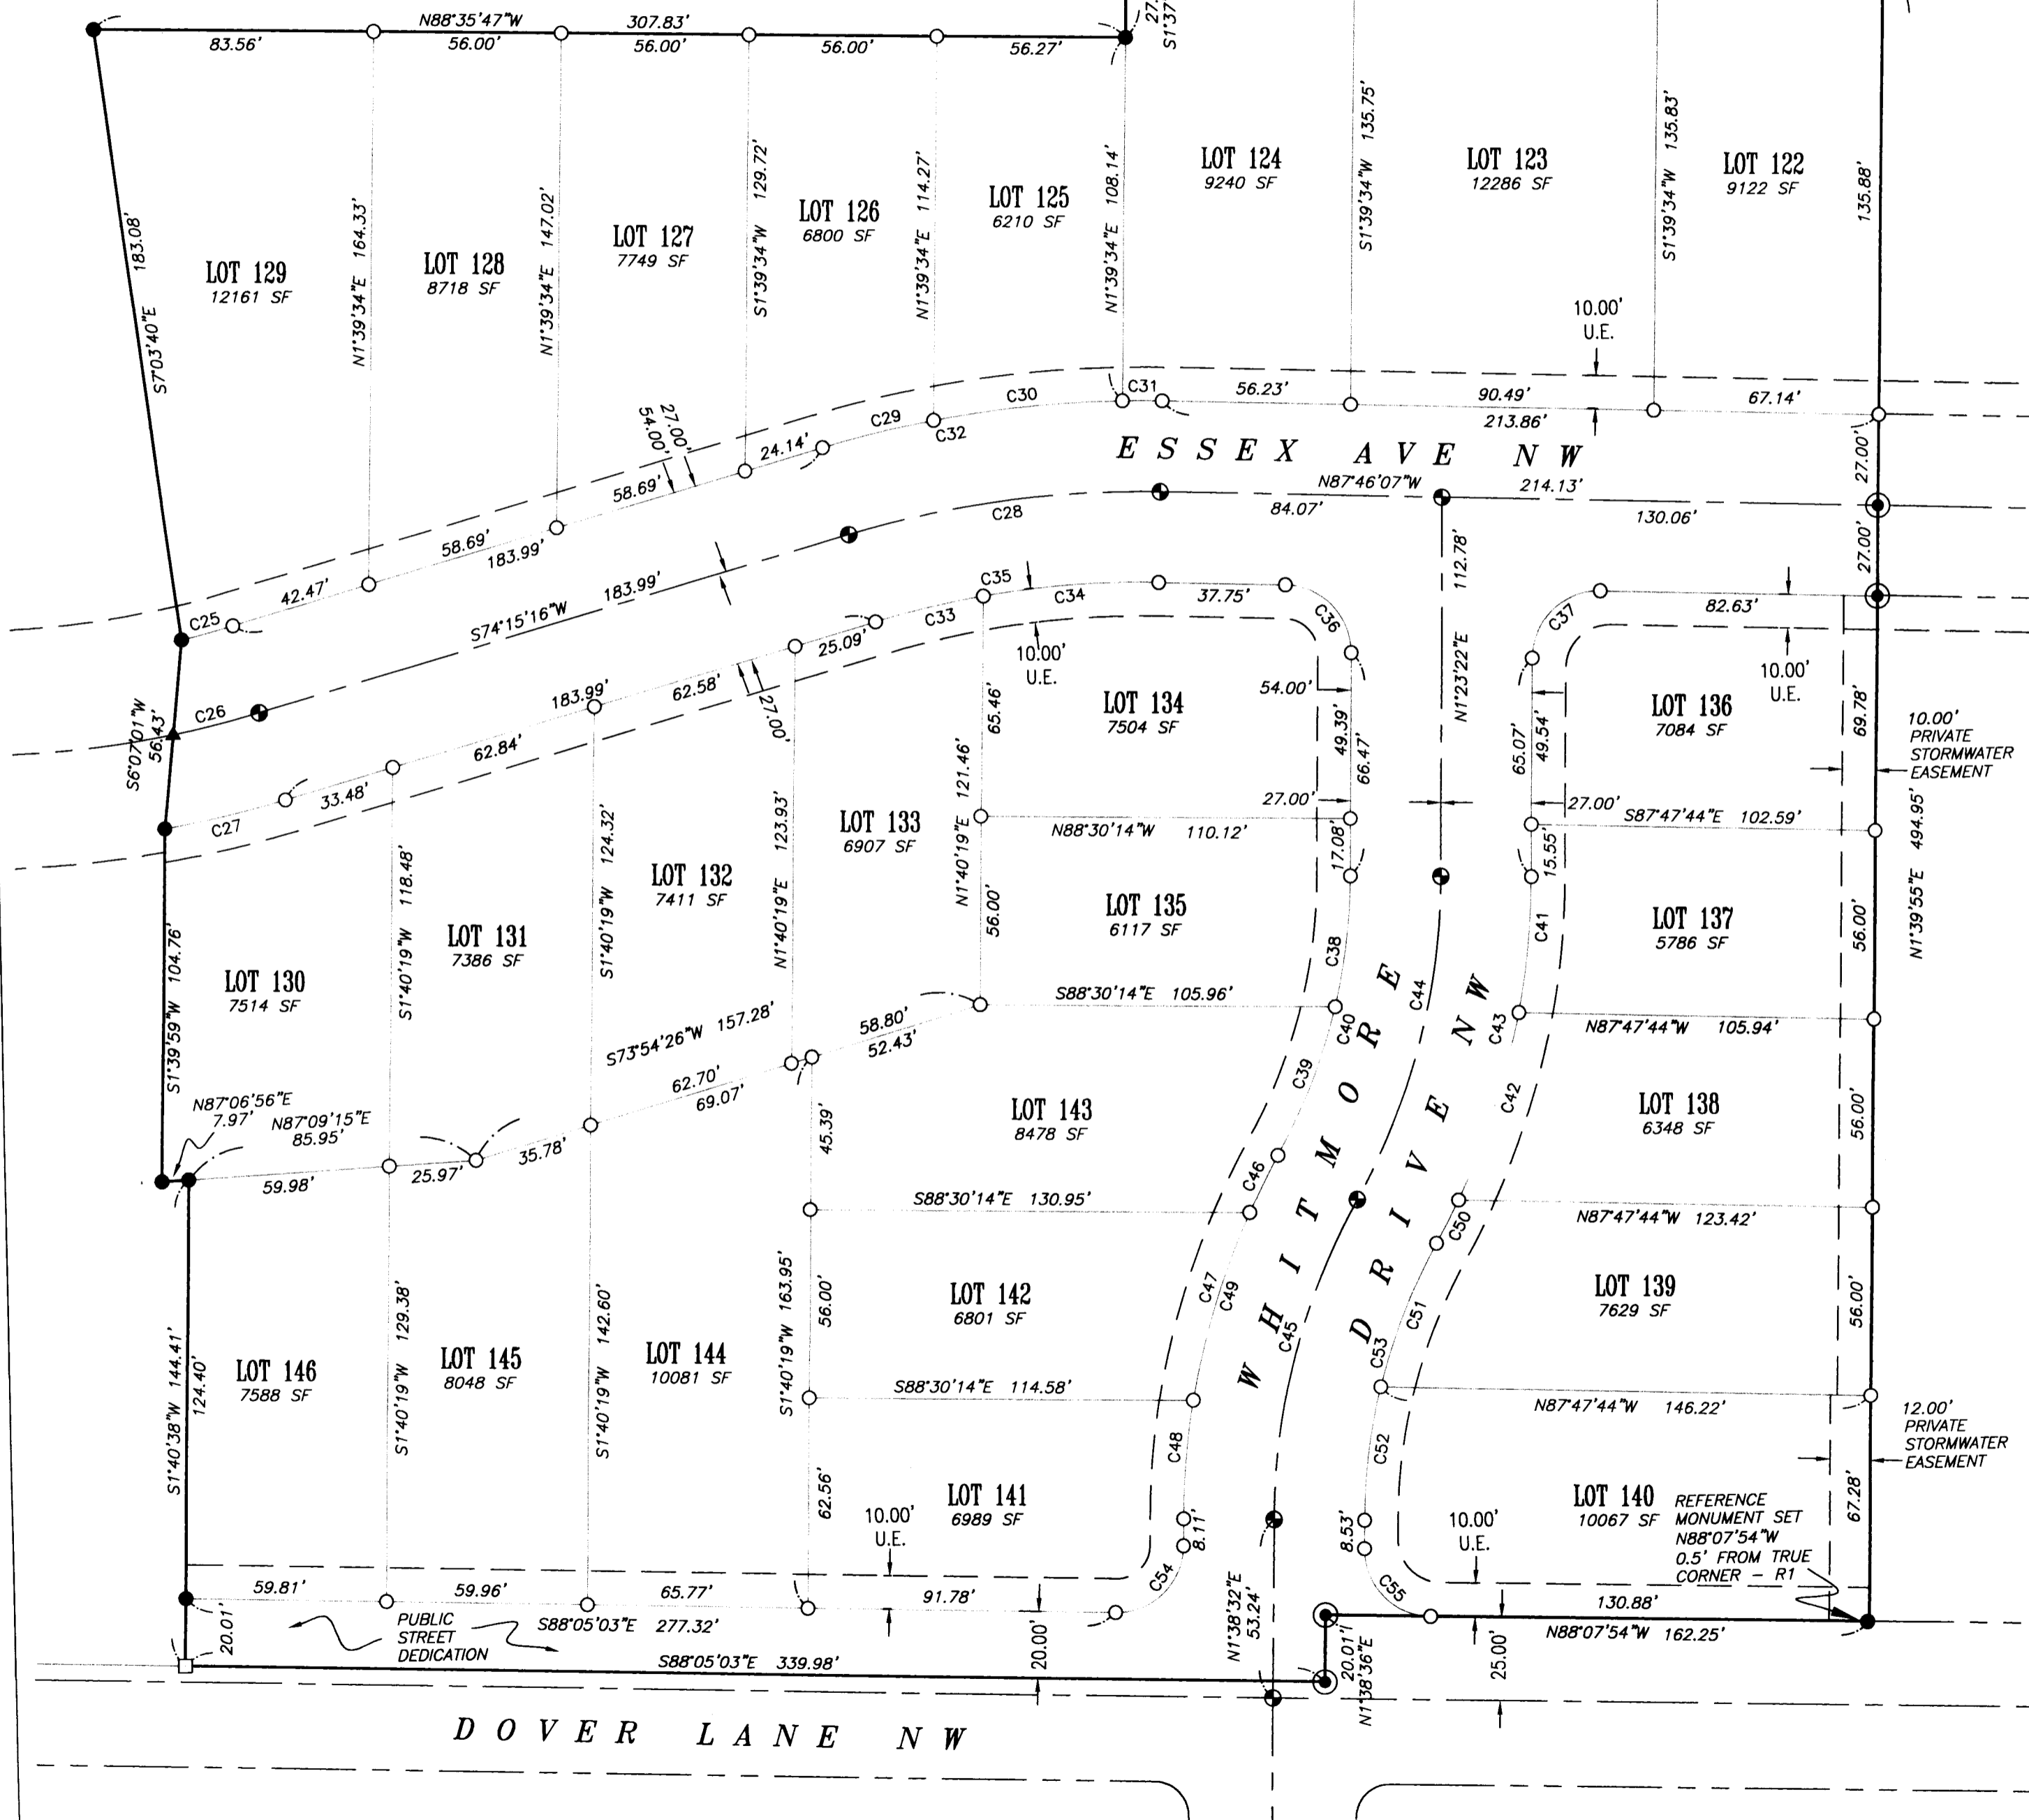 N88°35'47"W 307.83'
83.56' 56.00' 56.00' 56.00' 56.27'
27.
S1°37'
LOT 129
12161 SF
LOT 128
8718 SF
LOT 127
7749 SF
LOT 126
6800 SF
LOT 125
6210 SF
LOT 124
9240 SF
LOT 123
12286 SF
LOT 122
9122 SF
S7°03'40"E 183.08'
N1°39'34"E 164.33'
N1°39'34"E 147.02'
S1°39'34"W 129.72'
N1°39'34"E 114.27'
N1°39'34"E 108.14'
S1°39'34"W 135.75'
S1°39'34"W 135.83'
135.88'
10.00'
U.E.
C25
42.47'
58.69'
183.99'
58.69'
54.00'
27.00'
24.14'
C29
C32
C30
C31
56.23'
90.49'
213.86'
67.14'
27.00'
ESSEX AVE NW
N87°46'07"W 214.13'
84.07'
130.06'
27.00'
C28
S74°15'16"W 183.99'
C26
S6°07'01"W
56.43'
C27
33.48'
62.84'
183.99'
62.58'
27.00'
25.09'
C33
C35
C34
37.75'
C36
10.00'
U.E.
112.78'
N1°23'22"E
C37
82.63'
10.00'
U.E.
54.00'
49.39'
66.47'
27.00'
65.07'
49.54'
27.00'
69.78'
10.00'
PRIVATE
STORMWATER
EASEMENT
N1°39'55"E 494.95'
LOT 134
7504 SF
LOT 136
7084 SF
65.46'
N1°40'19"E 121.46'
56.00'
N88°30'14"W 110.12'
S87°47'44"E 102.59'
17.08'
15.55'
LOT 130
7514 SF
LOT 131
7386 SF
LOT 132
7411 SF
LOT 133
6907 SF
LOT 135
6117 SF
LOT 137
5786 SF
S1°39'59"W 104.76'
S1°40'19"W 118.48'
S1°40'19"W 124.32'
N1°40'19"E 123.93'
C38
C40
C39
C44
C41
C43
C42
56.00'
S88°30'14"E 105.96'
N87°47'44"W 105.94'
N87°06'56"E
7.97'
N87°09'15"E
85.95'
59.98'
25.97'
35.78'
S73°54'26"W 157.28'
62.70'
69.07'
58.80'
52.43'
45.39'
LOT 143
8478 SF
LOT 138
6348 SF
56.00'
S88°30'14"E 130.95'
N87°47'44"W 123.42'
C46
C47
C49
C45
C48
C50
C51
C53
C52
WHITMORE
DRIVE NW
S1°40'38"W 144.41'
124.40'
S1°40'19"W 129.38'
S1°40'19"W 142.60'
S1°40'19"W 163.95'
56.00'
LOT 146
7588 SF
LOT 145
8048 SF
LOT 144
10081 SF
LOT 142
6801 SF
LOT 139
7629 SF
56.00'
S88°30'14"E 114.58'
N87°47'44"W 146.22'
12.00'
PRIVATE
STORMWATER
EASEMENT
62.56'
LOT 141
6989 SF
10.00'
U.E.
8.11'
C54
8.53'
C55
LOT 140
10067 SF
10.00'
U.E.
REFERENCE
MONUMENT SET
N88°07'54"W
0.5' FROM TRUE
CORNER – R1
67.28'
59.81'
59.96'
65.77'
91.78'
S88°05'03"E 277.32'
PUBLIC
STREET
DEDICATION
20.01'
S88°05'03"E 339.98'
20.00'
N1°38'32"E
53.24'
20.01'
N1°38'36"E
130.88'
N88°07'54"W 162.25'
25.00'
DOVER LANE NW